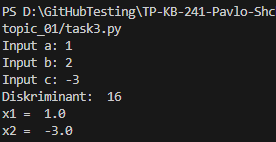 PS D:\GitHubTesting\TP-KB-241-Pavlo-Shc
topic_01/task3.py
Input a: 1
Input b: 2
Input c: -3
Diskriminant:  16
x1 =  1.0
x2 =  -3.0